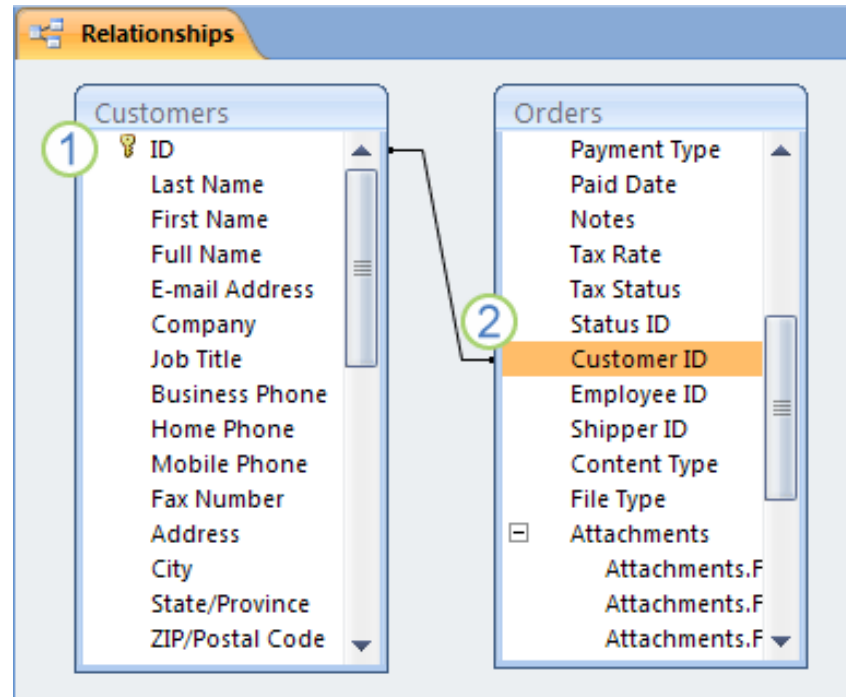 Relationships
Customers
1
ID
Last Name
First Name
Full Name
E-mail Address
Company
Job Title
Business Phone
Home Phone
Mobile Phone
Fax Number
Address
City
State/Province
ZIP/Postal Code
Orders
Payment Type
Paid Date
Notes
Tax Rate
Tax Status
Status ID
2
Customer ID
Employee ID
Shipper ID
Content Type
File Type
Attachments
Attachments.F
Attachments.F
Attachments.F